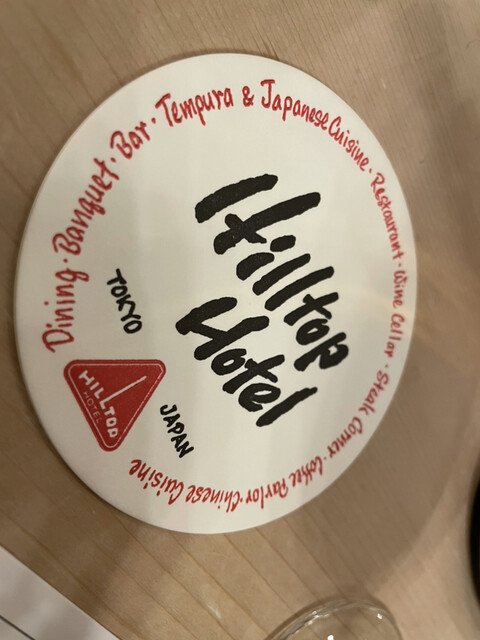 Dining · Banquet · Bar · Tempura & Japanese Cuisine · Restaurant · Wine Cellar · Steak Corner · Coffee Parlor · Chinese Cuisine
Hilltop
Hotel
TOKYO
JAPAN
HILLTOP
HOTEL